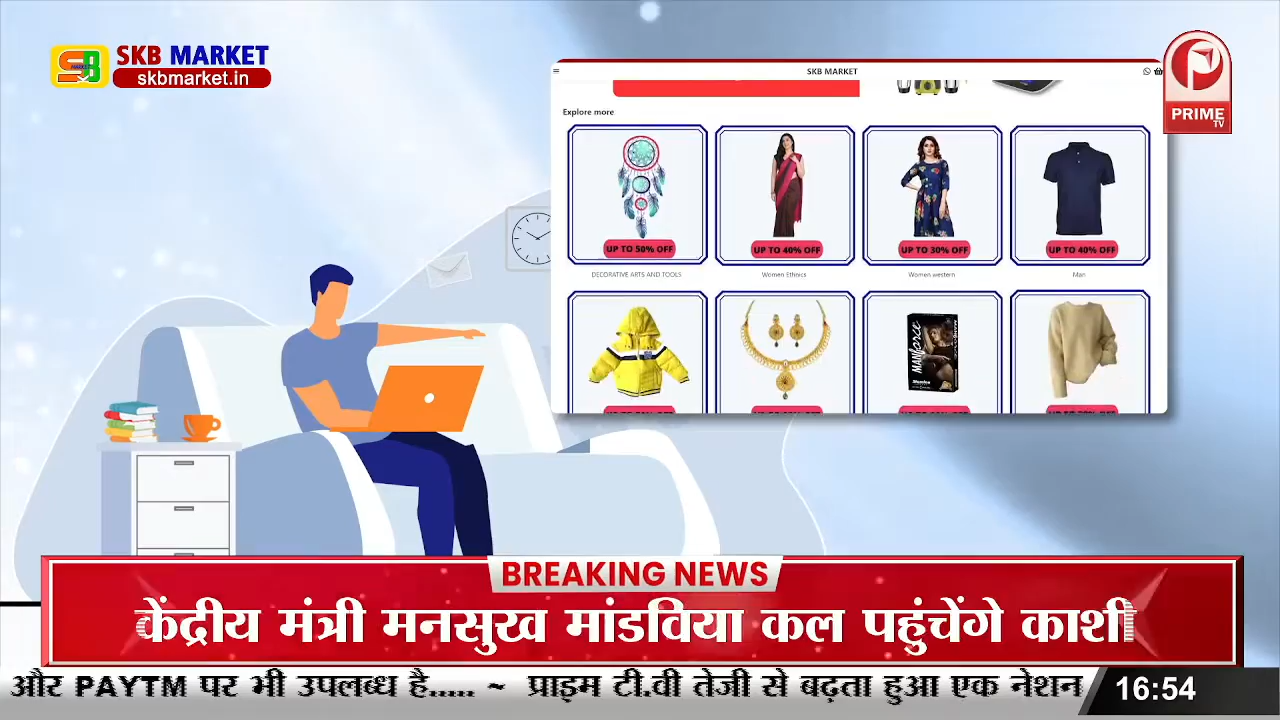 SKB MARKET
skbmarket.in
SKB MARKET
PRIME
TV
Explore more
UP TO 50% OFF
UP TO 40% OFF
UP TO 30% OFF
UP TO 40% OFF
DECORATIVE ARTS AND TOOLS
Women Ethnics
Women western
Man
MANforce
BREAKING NEWS
केंद्रीय मंत्री मनसुख मांडविया कल पहुंचेंगे काशी
और PAYTM पर भी उपलब्ध है..... ~ प्राइम टी.वी तेजी से बढ़ता हुआ एक नेशन
16:54